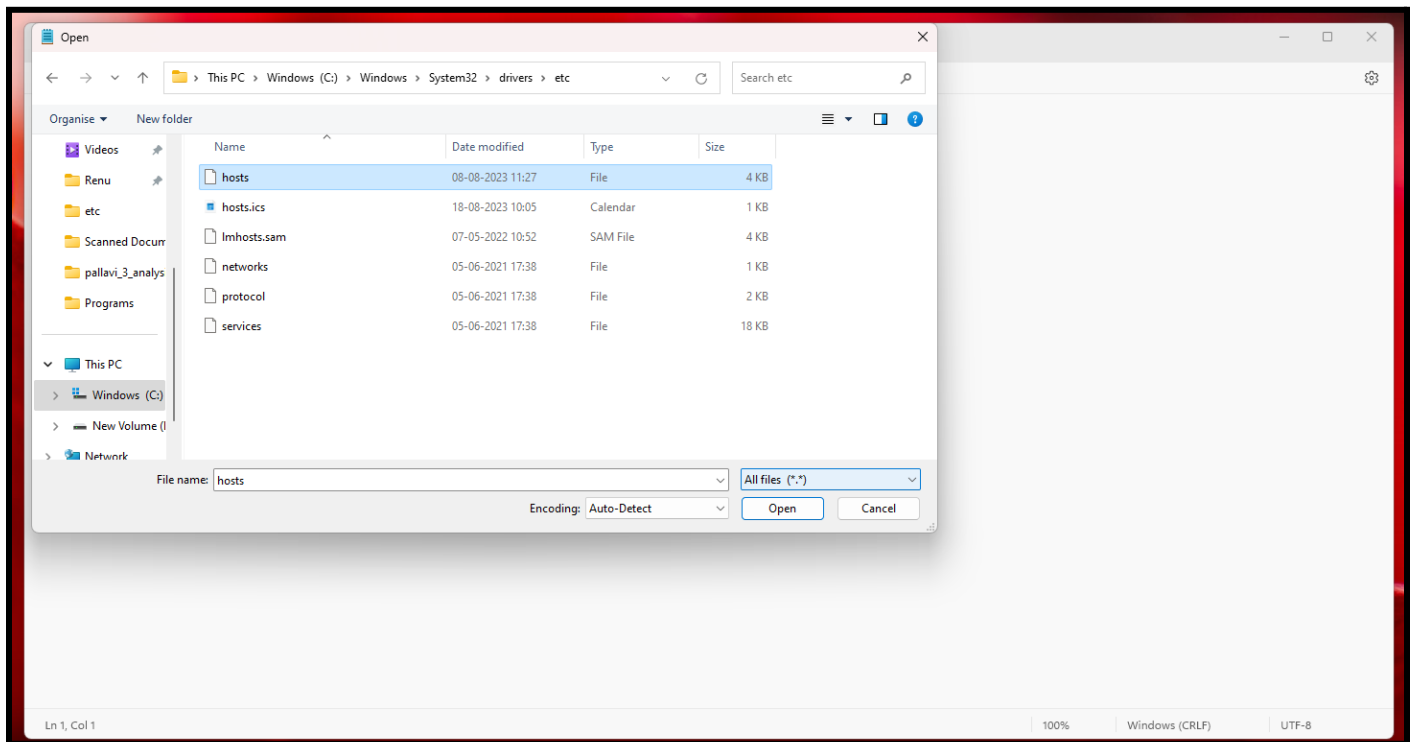 Open
This PC > Windows (C:) > Windows > System32 > drivers > etc
Search etc
Organise
New folder
Name Date modified Type Size
Videos
Renu
etc
Scanned Docum
pallavi_3_analys
Programs
This PC
Windows (C:)
New Volume (
Network
hosts 08-08-2023 11:27 File 4 KB
hosts.ics 18-08-2023 10:05 Calendar 1 KB
lmhosts.sam 07-05-2022 10:52 SAM File 4 KB
networks 05-06-2021 17:38 File 1 KB
protocol 05-06-2021 17:38 File 2 KB
services 05-06-2021 17:38 File 18 KB
File name: hosts All files (*.*)
Encoding: Auto-Detect Open Cancel
Ln 1, Col 1 100% Windows (CRLF) UTF-8